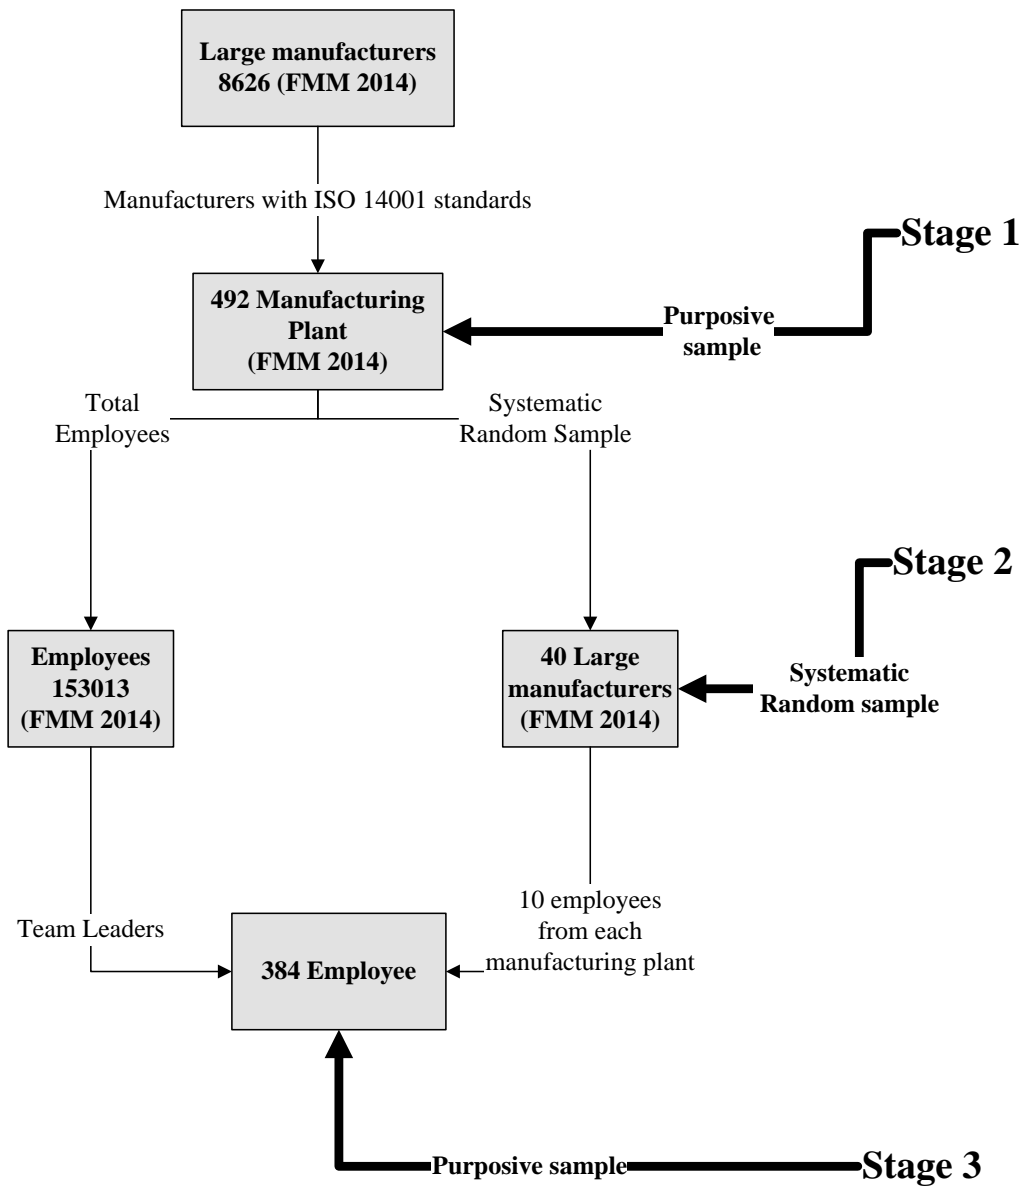 Large manufacturers
8626 (FMM 2014)
Manufacturers with ISO 14001 standards
Stage 1
492 Manufacturing
Plant
(FMM 2014)
Purposive
sample
Total
Employees
Systematic
Random Sample
Stage 2
Employees
153013
(FMM 2014)
40 Large
manufacturers
(FMM 2014)
Systematic
Random sample
Team Leaders
10 employees
from each
manufacturing plant
384 Employee
Purposive sample
Stage 3